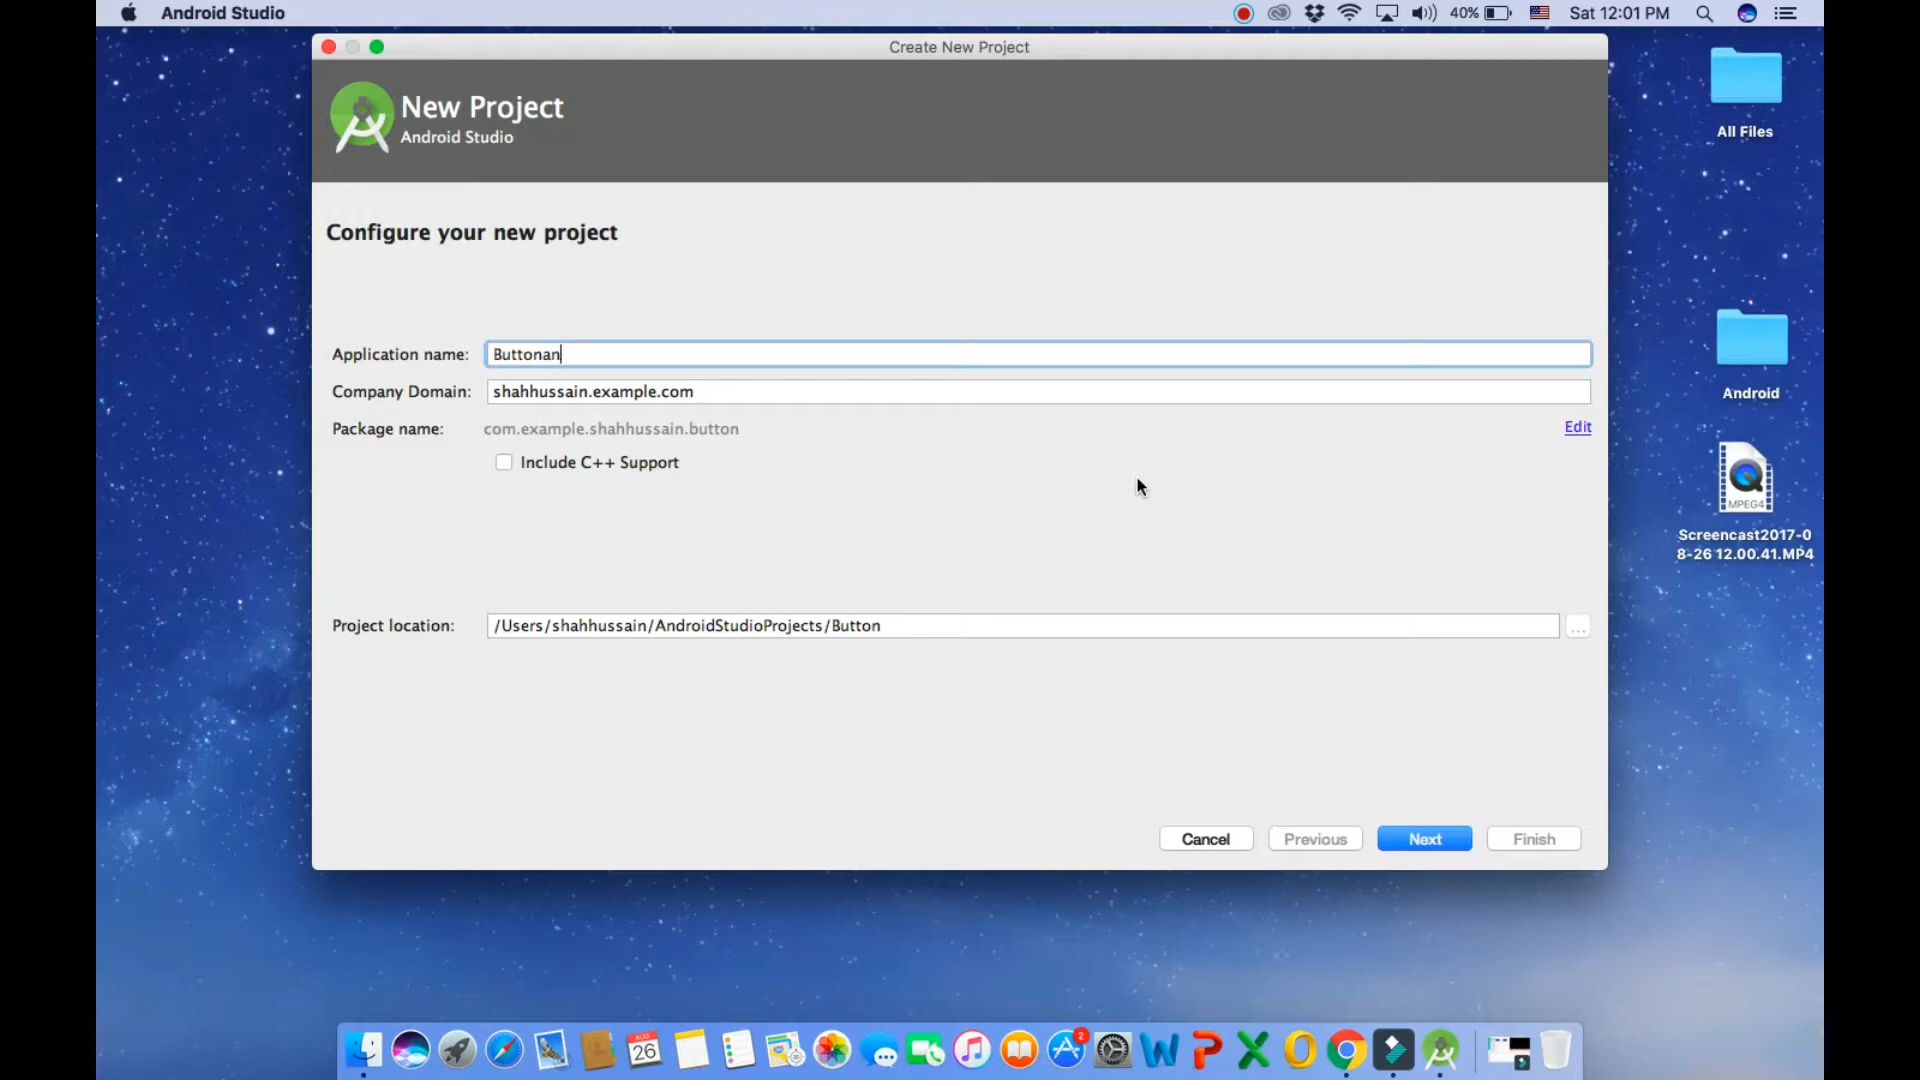 Android Studio
40%
Sat 12:01 PM
Create New Project
New Project
Android Studio
Configure your new project
Application name:
Buttonan
Company Domain:
shahhussain.example.com
Package name:
com.example.shahhussain.button
Edit
Include C++ Support
Project location:
/Users/shahhussain/AndroidStudioProjects/Button
...
Cancel
Previous
Next
Finish
All Files
Android
MPEG4
Screencast2017-0
8-26 12.00.41.MP4
AUG
26
2